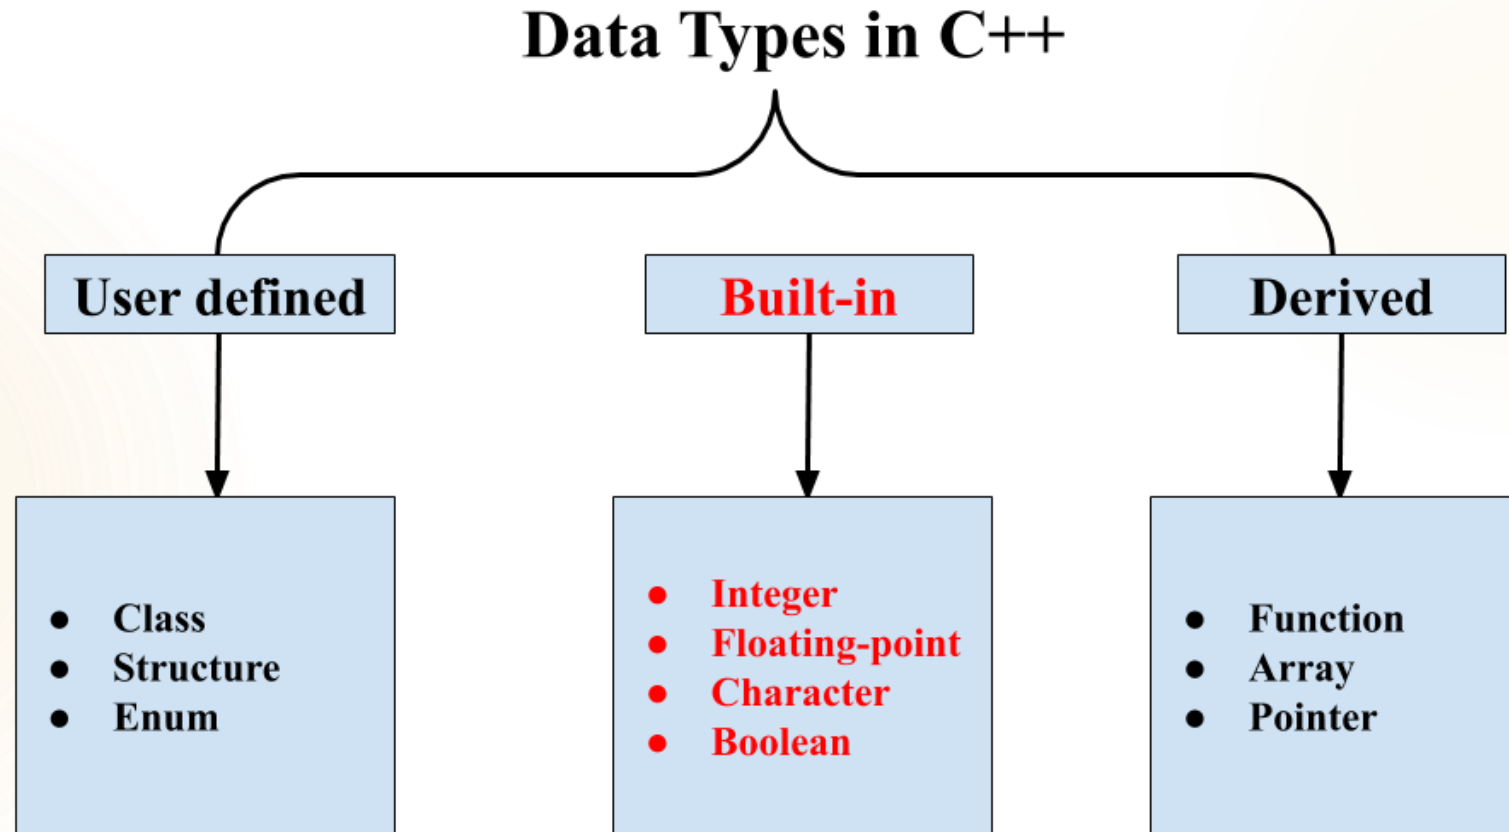 Data Types in C++
User defined
Built-in
Derived
● Class
● Structure
● Enum
● Integer
● Floating-point
● Character
● Boolean
● Function
● Array
● Pointer